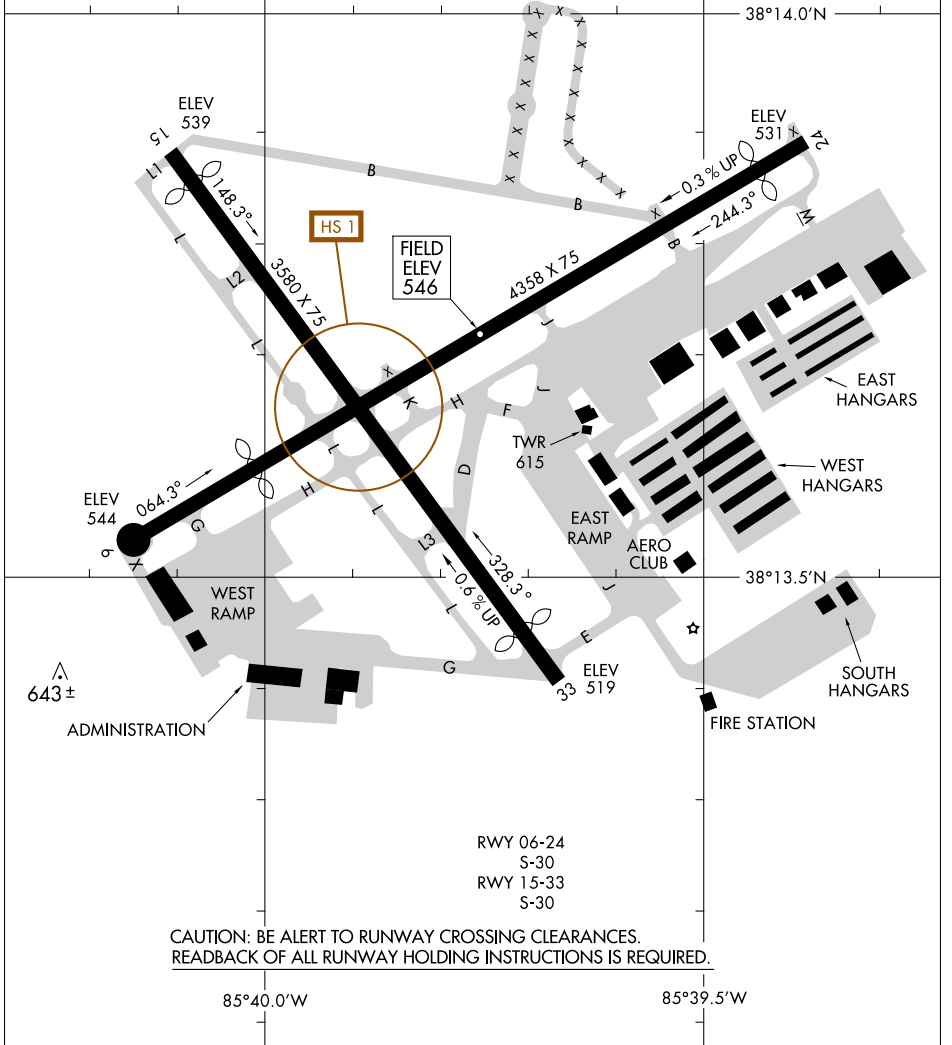 38°14.0'N
ELEV
539
15
ELEV
531
24
X
L1
B
0.3 % UP
148.3°
244.3°
B
X
HS 1
L
B
W
FIELD
ELEV
546
L2
3580 X 75
4358 X 75
J
L
X
K
H
F
J
EAST
HANGARS
L
D
TWR
615
WEST
HANGARS
064.3°
H
L
ELEV
544
G
EAST
RAMP
L3
AERO
CLUB
6
X
328.3°
38°13.5'N
WEST
RAMP
0.6 % UP
L
J
E
643 ±
G
ELEV
519
33
SOUTH
HANGARS
ADMINISTRATION
FIRE STATION
RWY 06-24
S-30
RWY 15-33
S-30
CAUTION: BE ALERT TO RUNWAY CROSSING CLEARANCES.
READBACK OF ALL RUNWAY HOLDING INSTRUCTIONS IS REQUIRED.
85°40.0'W
85°39.5'W